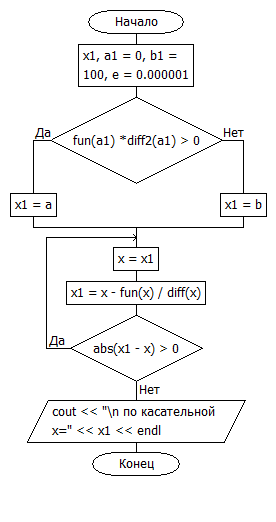 Начало
x1, a1 = 0, b1 =
100, e = 0.000001
Да
fun(a1) *diff2(a1) > 0
Нет
x1 = a
x1 = b
x = x1
x1 = x - fun(x) / diff(x)
Да
abs(x1 - x) > 0
Нет
cout << "\n по касательной
x=" << x1 << endl
Конец